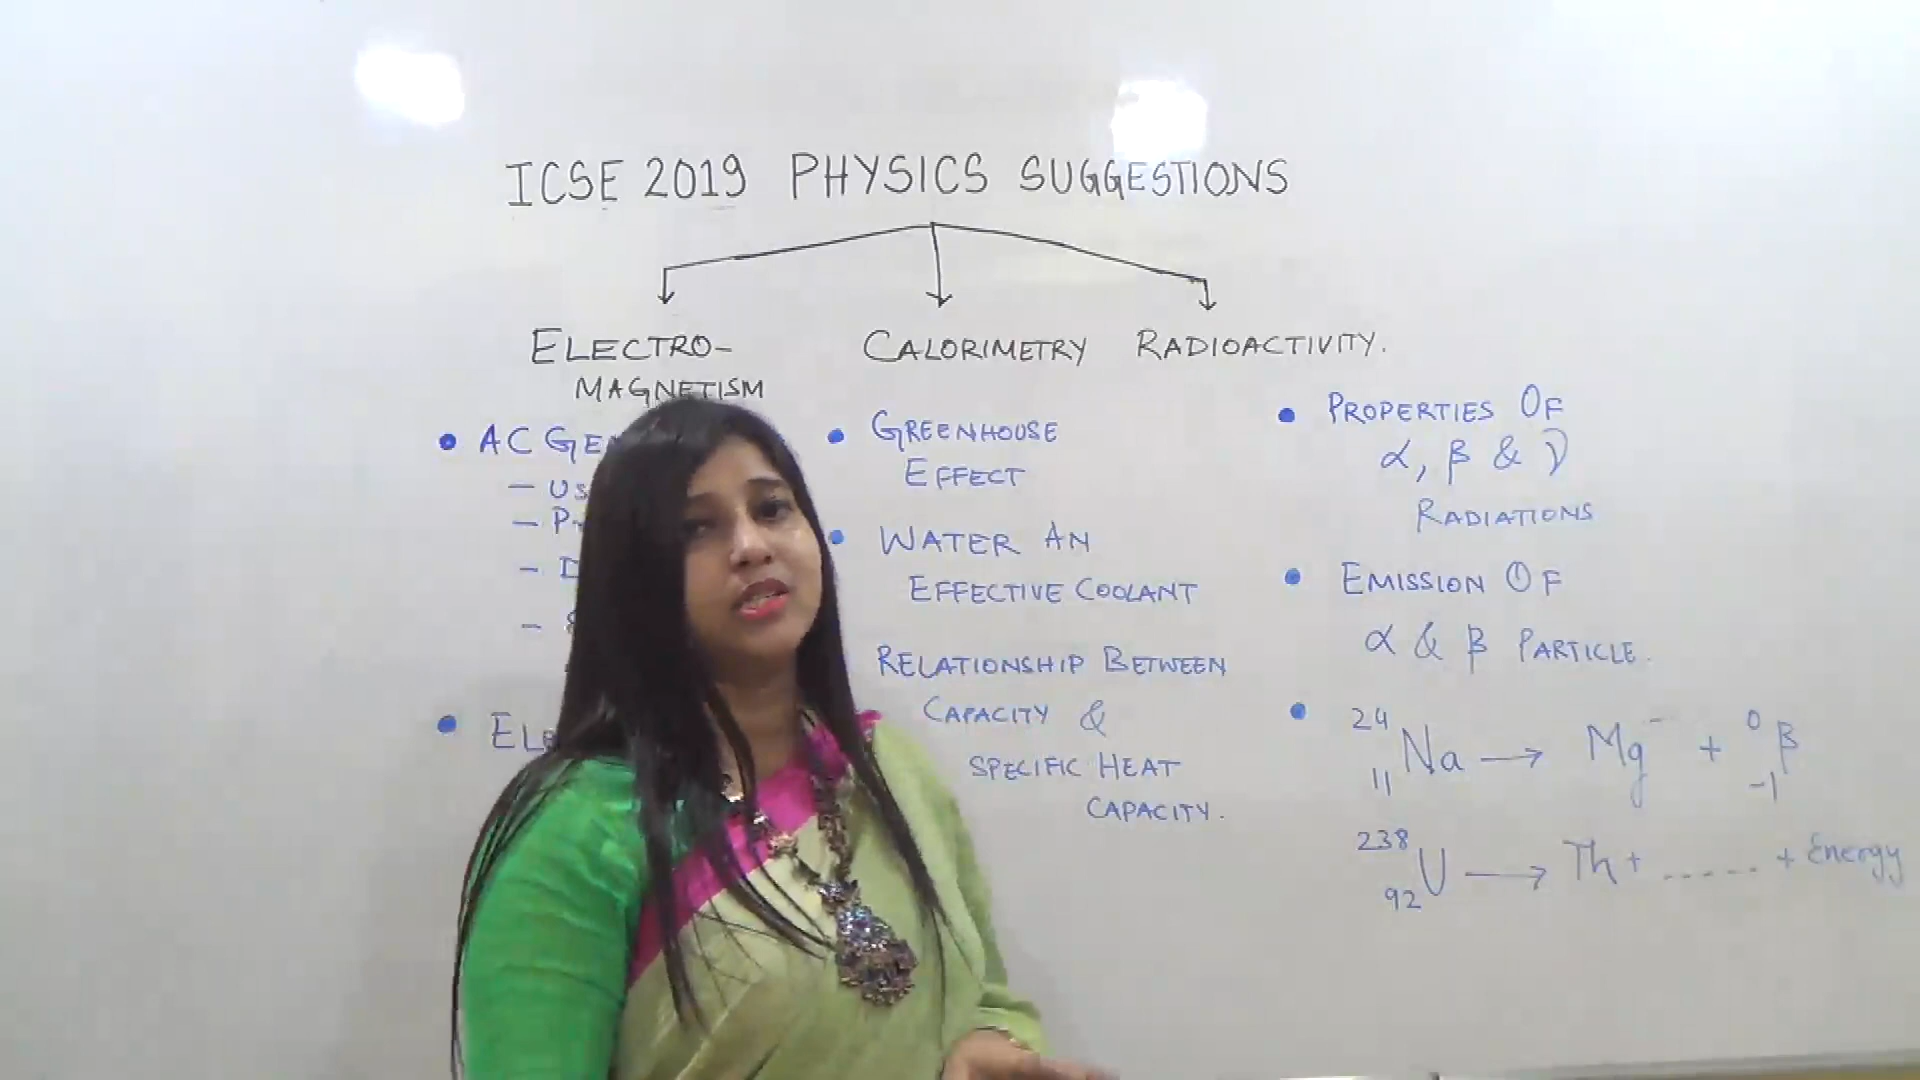 ICSE 2019 PHYSICS SUGGESTIONS
ELECTRO-
MAGNETISM
• AC GE
- US
- Pr
-
-
•
CALORIMETRY
• GREENHOUSE
EFFECT
• WATER AN
EFFECTIVE COOLANT
RELATIONSHIP BETWEEN
CAPACITY &
SPECIFIC HEAT
CAPACITY.
RADIOACTIVITY.
• PROPERTIES OF
α, β & γ
RADIATIONS
• EMISSION OF
α & β PARTICLE.
• ²⁴₁₁Na → Mg + ⁰₋₁β
²³⁸₉₂U → Th + ..... + Energy